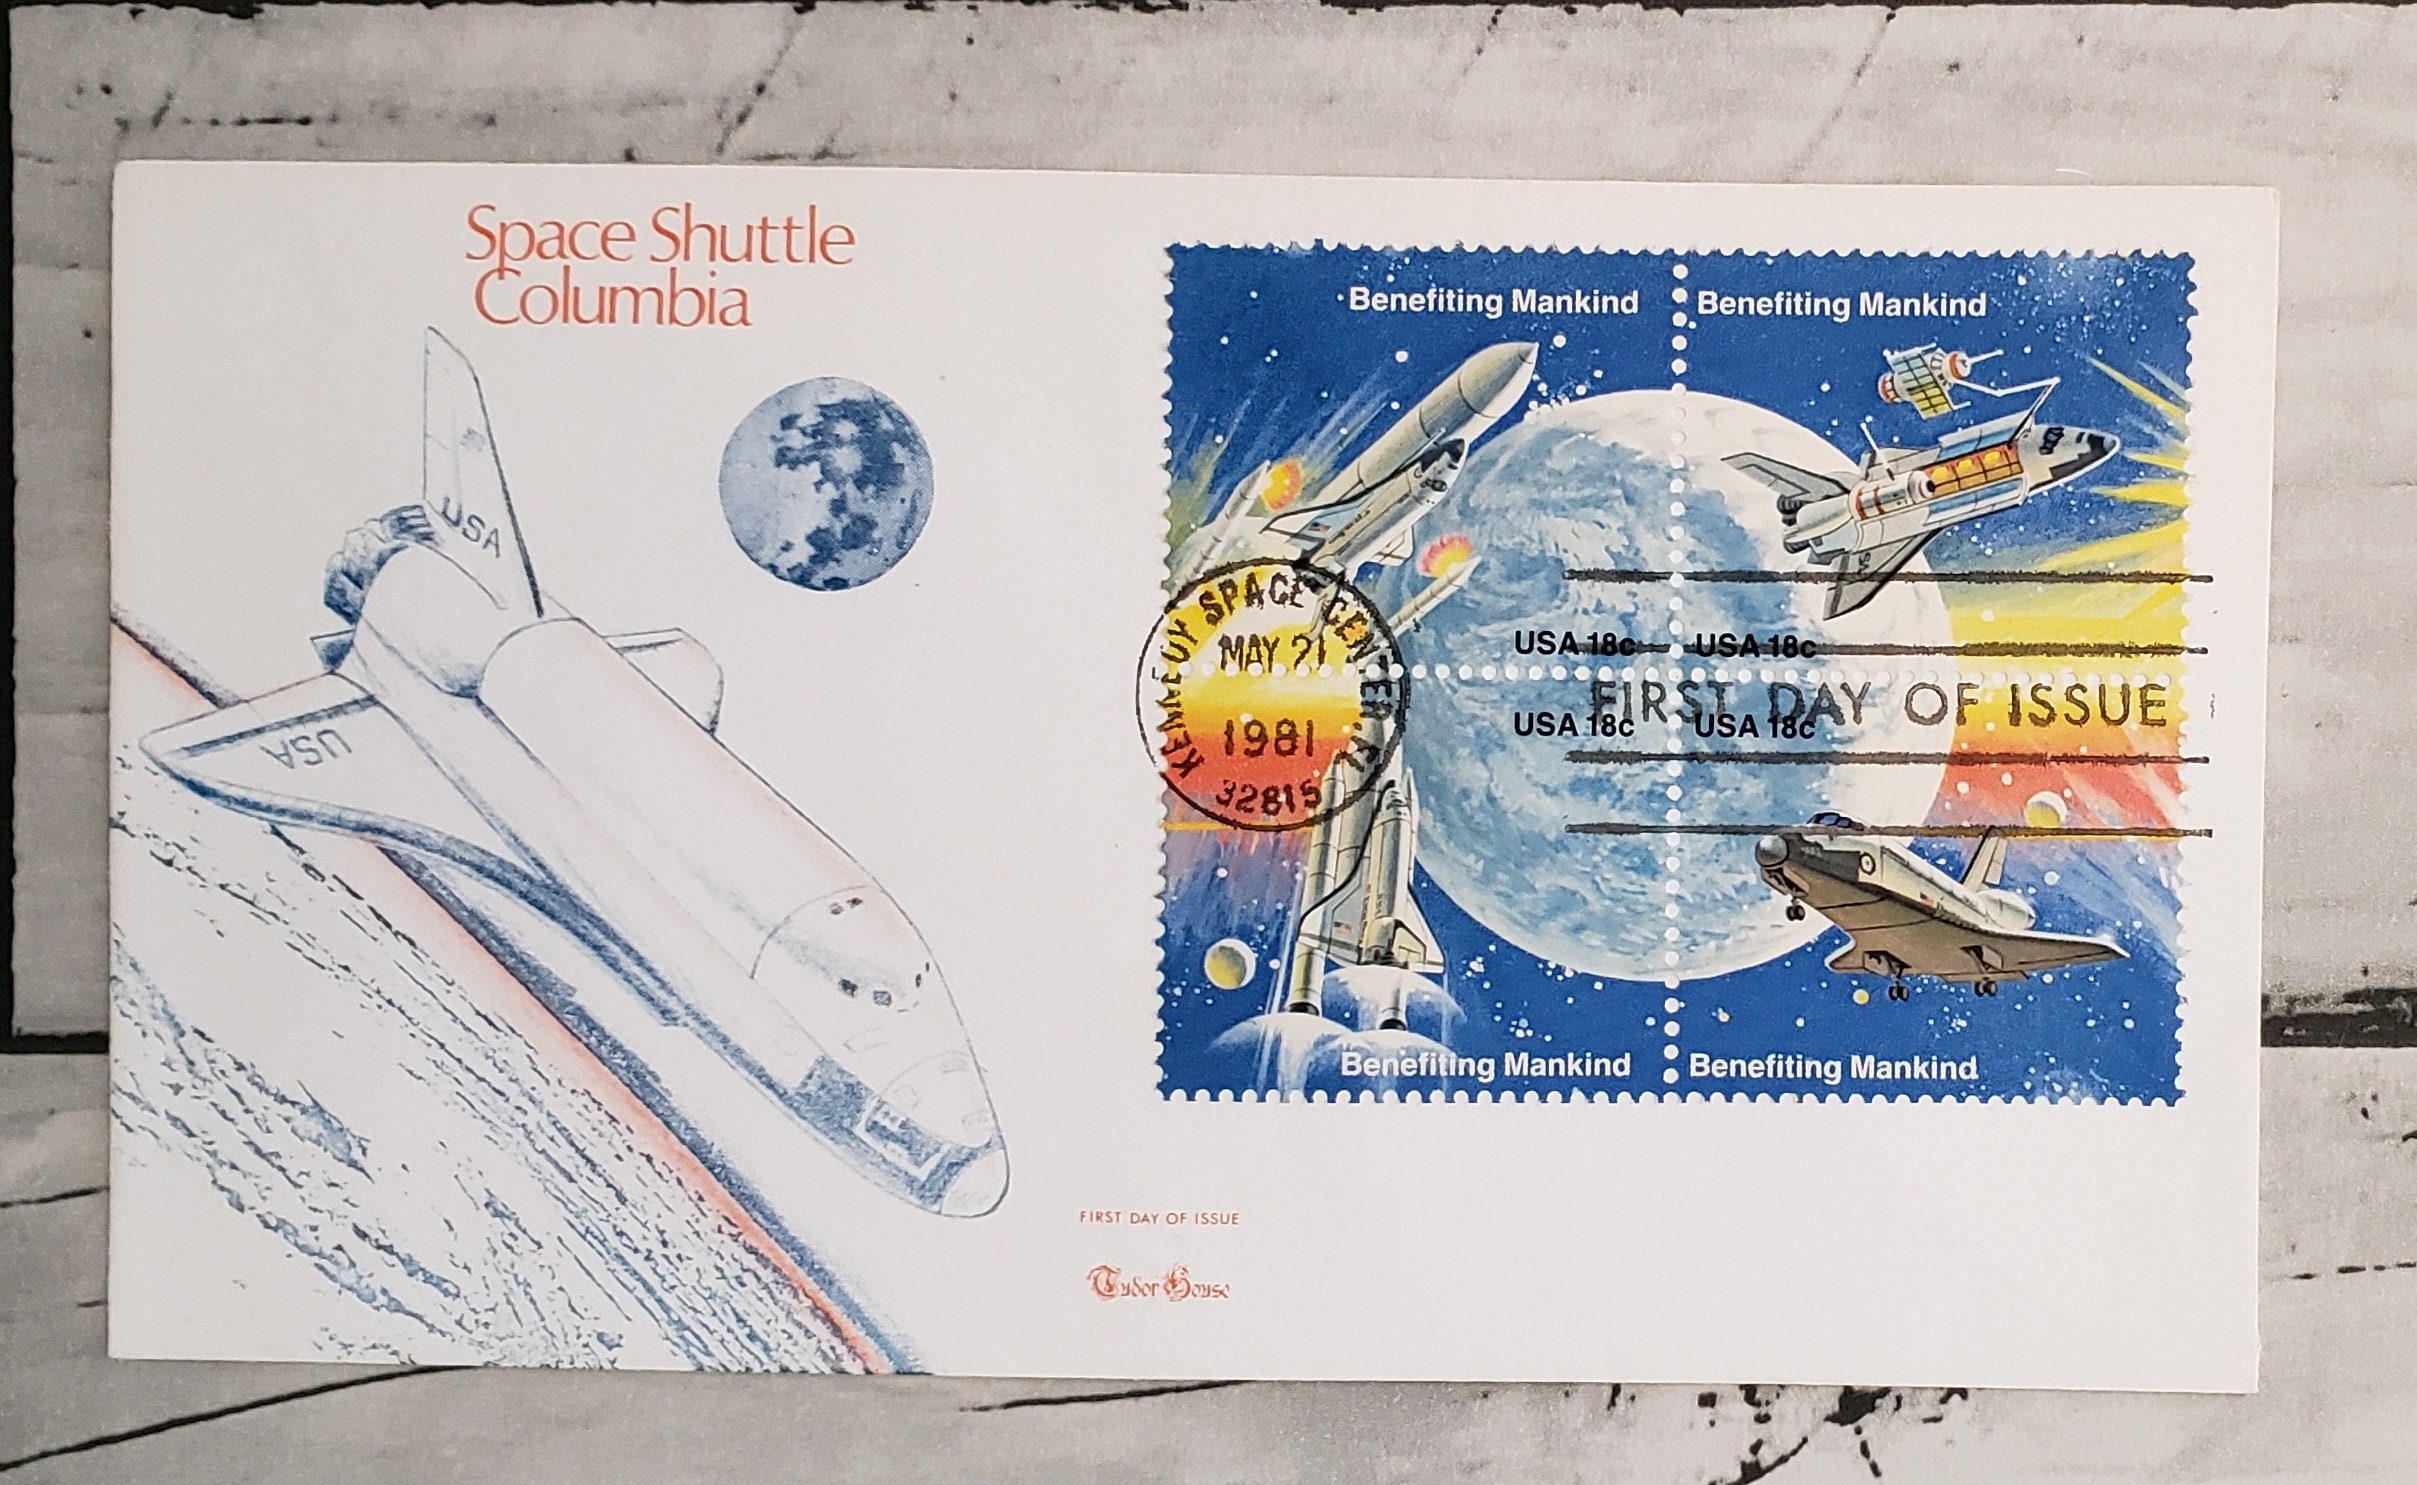 Space Shuttle
Columbia
USA
USA
Benefiting Mankind
Benefiting Mankind
KENNEDY SPACE CENTER, FL
MAY 21
1981
32815
USA 18c
USA 18c
USA 18c
USA 18c
FIRST DAY OF ISSUE
USA
Benefiting Mankind
Benefiting Mankind
FIRST DAY OF ISSUE
Tudor House